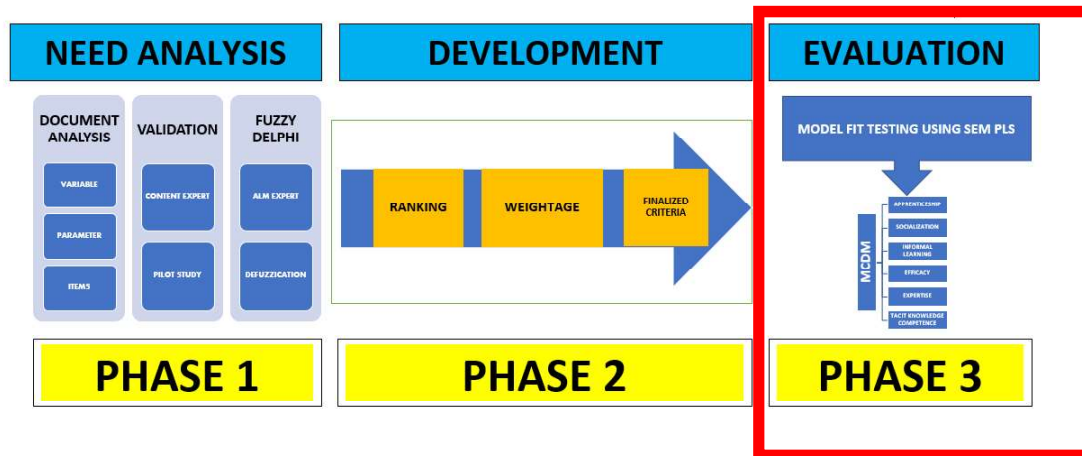 NEED ANALYSIS
DOCUMENT
ANALYSIS
VARIABLE
PARAMETER
ITEMS
VALIDATION
CONTENT EXPERT
PILOT STUDY
FUZZY
DELPHI
ALM EXPERT
DEFUZZICATION
PHASE 1
DEVELOPMENT
RANKING
WEIGHTAGE
FINALIZED
CRITERIA
PHASE 2
EVALUATION
MODEL FIT TESTING USING SEM PLS
MCDM
APPRENTICESHIP
SOCIALIZATION
INFORMAL
LEARNING
EFFICACY
EXPERTISE
TACIT KNOWLEDGE
COMPETENCE
PHASE 3